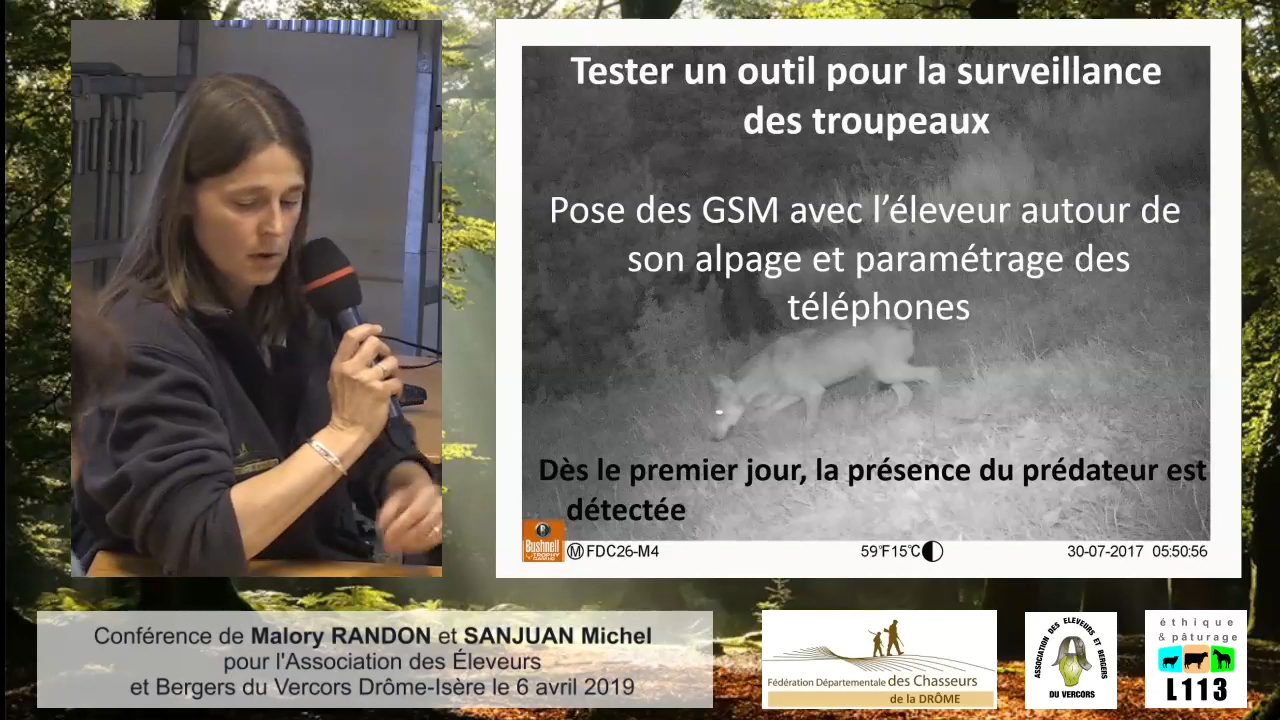 Tester un outil pour la surveillance
des troupeaux
Pose des GSM avec l'éleveur autour de
son alpage et paramétrage des
téléphones
Dès le premier jour, la présence du prédateur est
détectée
Bushnell
M FDC26-M4
59°F15°C
30-07-2017 05:50:56
Conférence de Malory RANDON et SANJUAN Michel
pour l'Association des Éleveurs
et Bergers du Vercors Drôme-Isère le 6 avril 2019
Fédération Départementale des Chasseurs
de la DRÔME
ASSOCIATION DES ELEVEURS ET BERGERS
DU VERCORS
éthique
& pâturage
L113